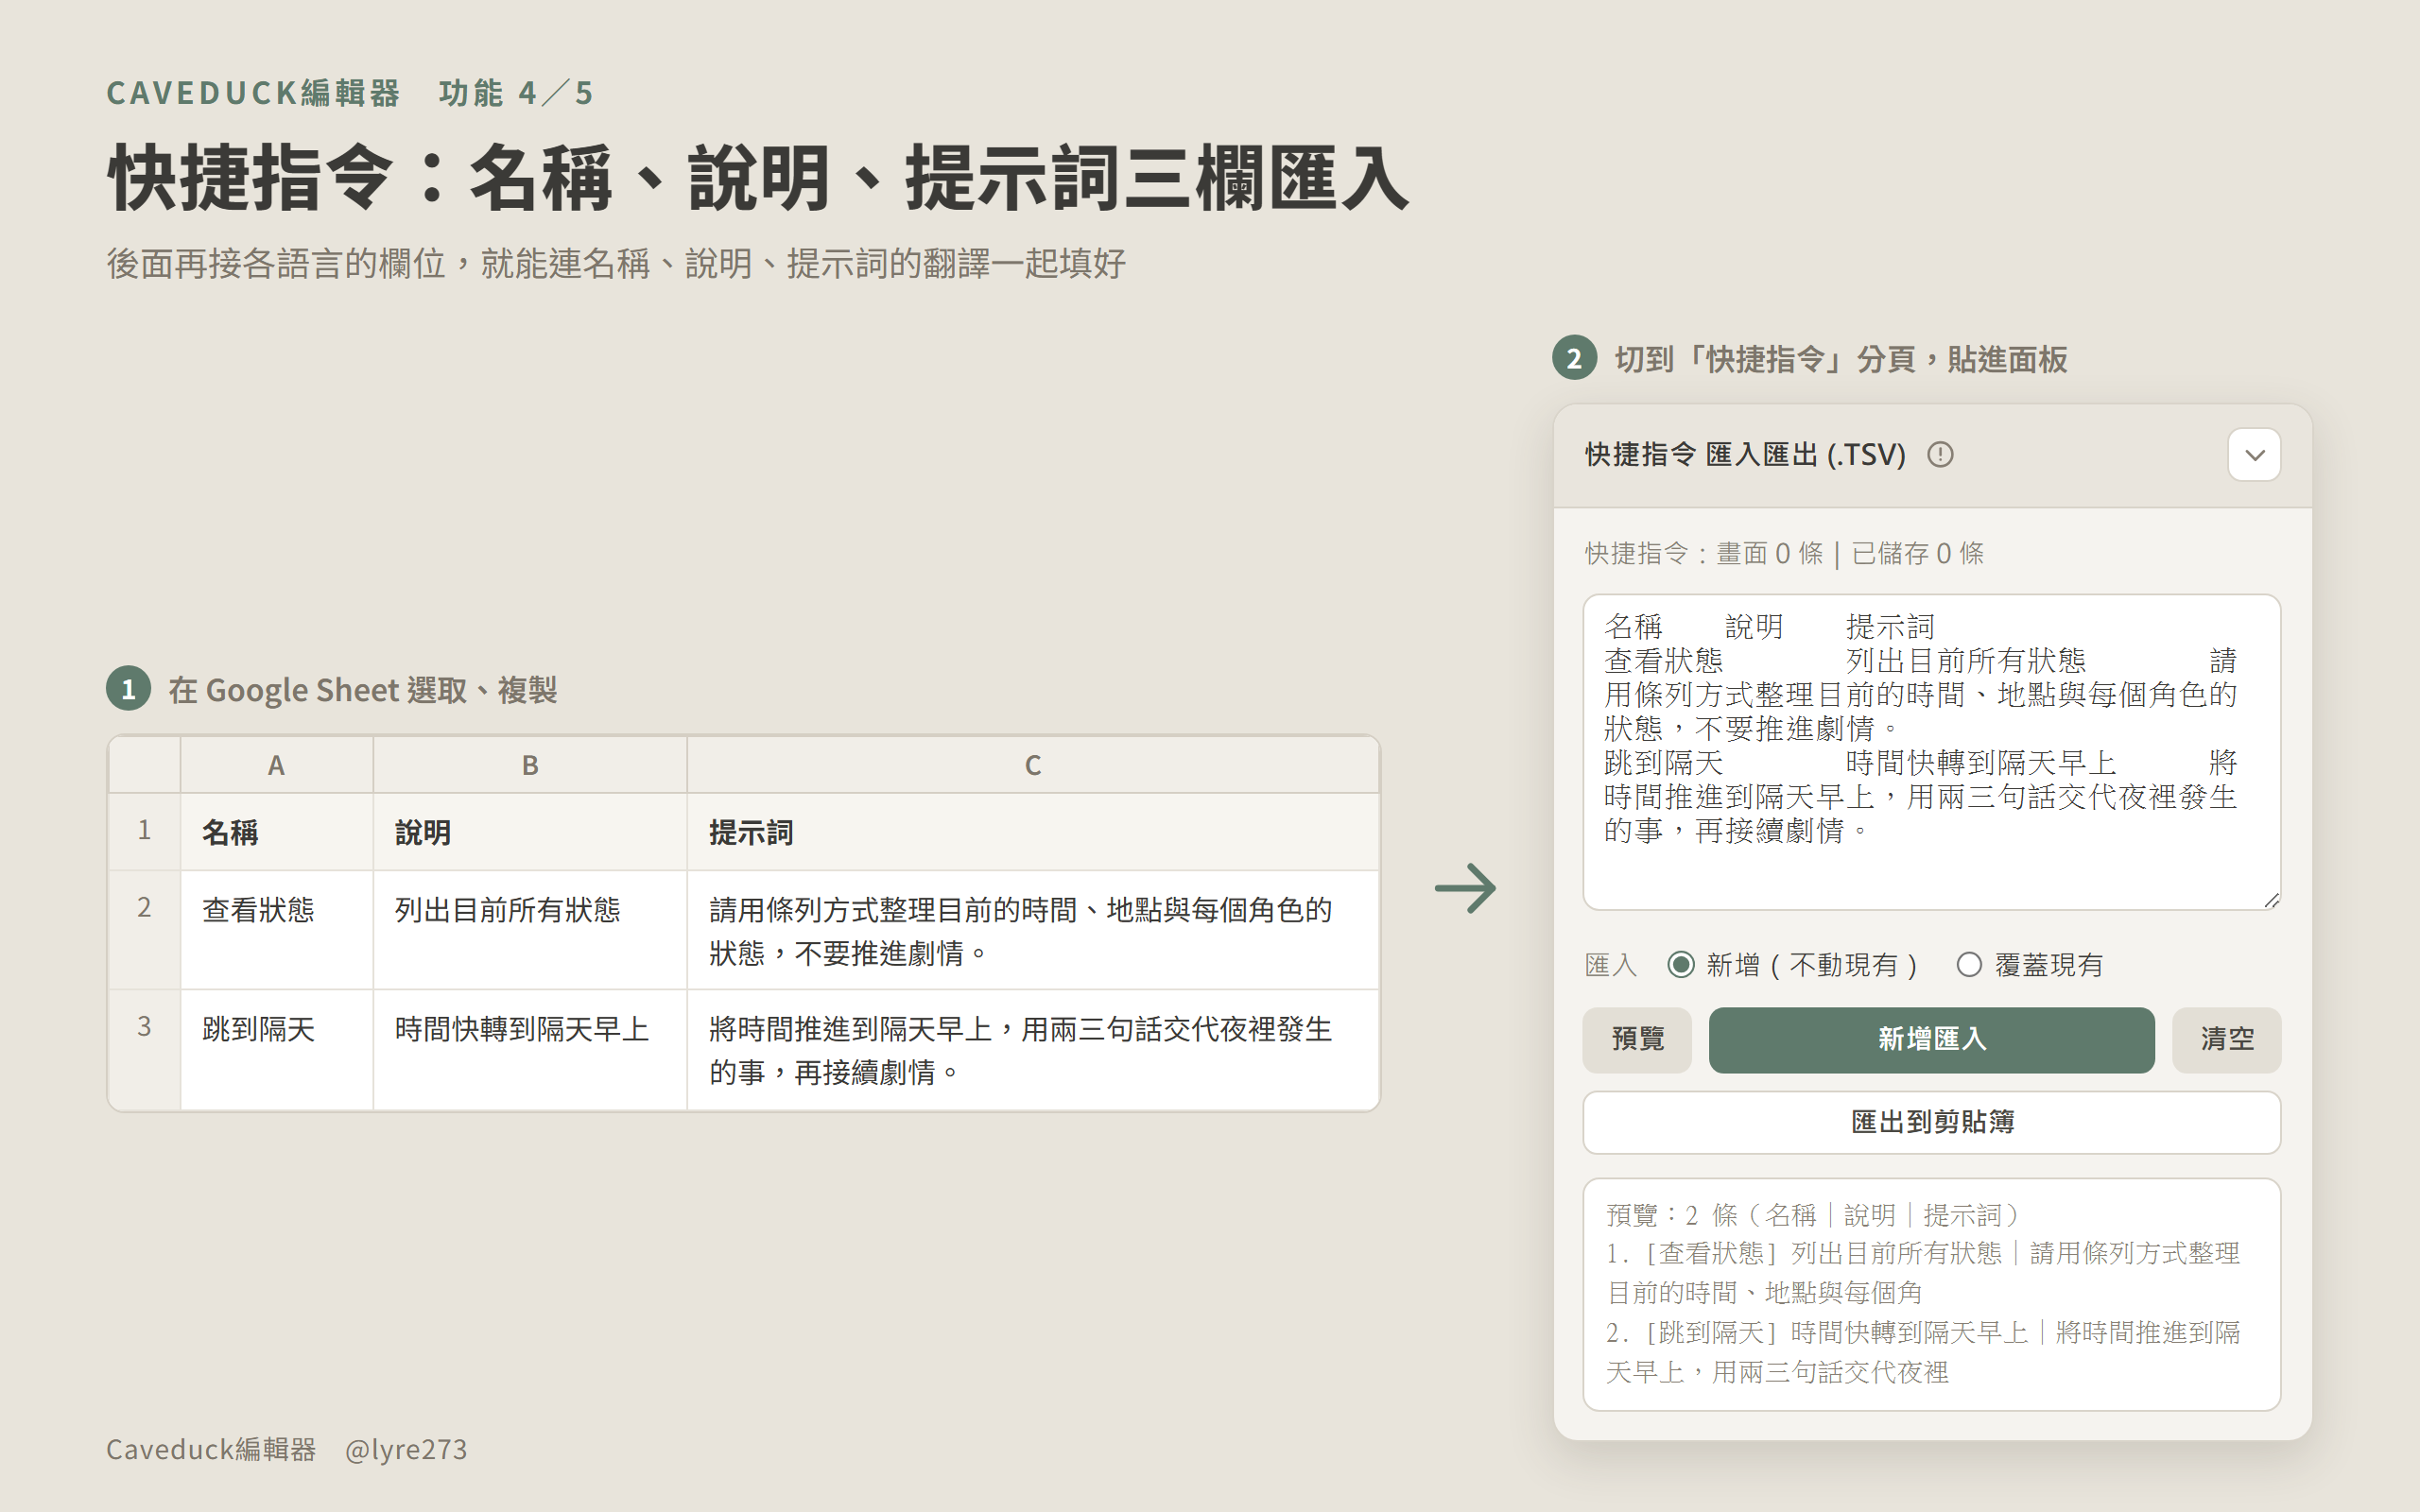 CAVEDUCK編輯器　功能 4／5
快捷指令：名稱、說明、提示詞三欄匯入
後面再接各語言的欄位，就能連名稱、說明、提示詞的翻譯一起填好
1 在 Google Sheet 選取、複製
A B C
1 名稱 說明 提示詞
2 查看狀態 列出目前所有狀態 請用條列方式整理目前的時間、地點與每個角色的
狀態，不要推進劇情。
3 跳到隔天 時間快轉到隔天早上 將時間推進到隔天早上，用兩三句話交代夜裡發生
的事，再接續劇情。
2 切到「快捷指令」分頁，貼進面板
快捷指令 匯入匯出 (.TSV)
快捷指令：畫面 0 條 | 已儲存 0 條
名稱 說明 提示詞
查看狀態 列出目前所有狀態 請
用條列方式整理目前的時間、地點與每個角色的
狀態，不要推進劇情。
跳到隔天 時間快轉到隔天早上 將
時間推進到隔天早上，用兩三句話交代夜裡發生
的事，再接續劇情。
匯入 新增（不動現有） 覆蓋現有
預覽 新增匯入 清空
匯出到剪貼簿
預覽：2 條（名稱｜說明｜提示詞）
1. [查看狀態] 列出目前所有狀態｜請用條列方式整理
目前的時間、地點與每個角
2. [跳到隔天] 時間快轉到隔天早上｜將時間推進到隔
天早上，用兩三句話交代夜裡
Caveduck編輯器　@lyre273